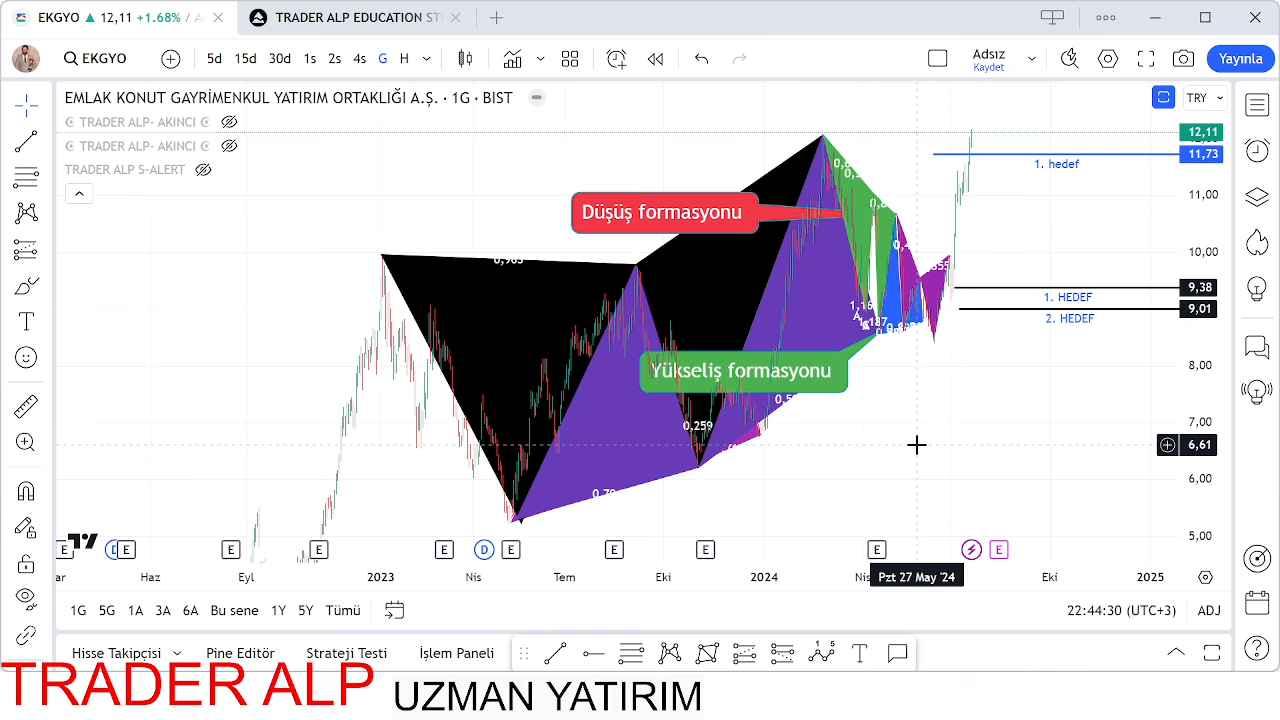 EKGYO ▲ 12,11 +1.68% / Ad
TRADER ALP EDUCATION ST
EKGYO
5d 15d 30d 1s 2s 4s G H
Adsız
Kaydet
Yayınla
EMLAK KONUT GAYRİMENKUL YATIRIM ORTAKLIĞI A.Ş. · 1G · BIST
TRY
TRADER ALP- AKINCI
TRADER ALP- AKINCI
TRADER ALP S-ALERT
12,11
11,73
1. hedef
11,00
10,00
9,38
1. HEDEF
9,01
2. HEDEF
8,00
7,00
6,61
6,00
5,00
Düşüş formasyonu
Yükseliş formasyonu
0,259
1,187
E E E E E D E E E E E
Haz Eyl 2023 Nis Tem Eki 2024 Pzt 27 May '24 Eki 2025
1G 5G 1A 3A 6A Bu sene 1Y 5Y Tümü
22:44:30 (UTC+3) ADJ
Hisse Takipçisi Pine Editör Strateji Testi İşlem Paneli
TRADER ALP UZMAN YATIRIM